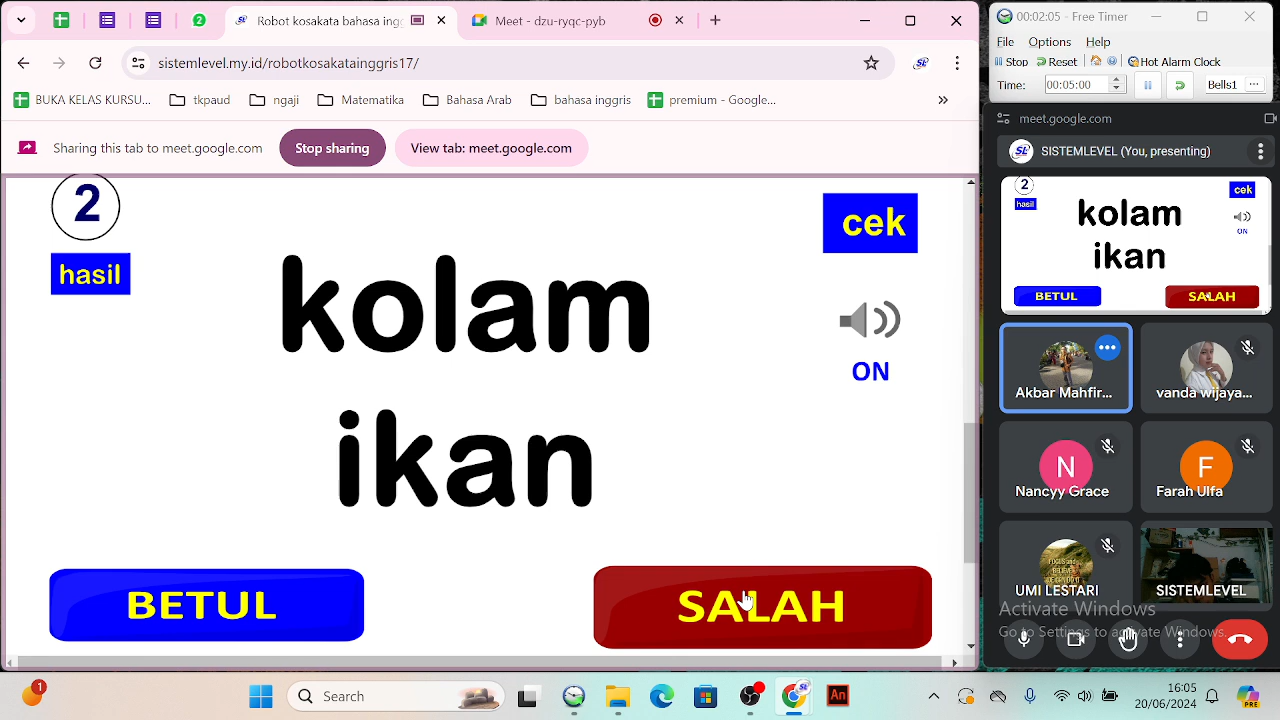 2
Robot kosakata bahasa ing
Meet - dzu-ryqc-pyb
sistemlevel.my.id/robotkosakatainggris17/
BUKA KELAS KURSU...
tkpaud
ngaji
Matematika
Bahasa Arab
bahasa inggris
premium - Google...
Sharing this tab to meet.google.com
Stop sharing
View tab: meet.google.com
2
cek
hasil
kolam
ikan
ON
BETUL
SALAH
00:02:05 - Free Timer
File Options Help
Stop Reset Hot Alarm Clock
Time: 00:05:00 Bells1 ...
meet.google.com
SISTEMLEVEL (You, presenting)
2
cek
hasil
kolam
ikan
ON
BETUL
SALAH
Akbar Mahfir...
vanda wijaya...
N
Nancyy Grace
F
Farah Ulfa
UMI LESTARI
SISTEMLEVEL
Activate Windows
Go to Settings to activate Windows.
1
Search
An
16:05
20/06/2024
PRE